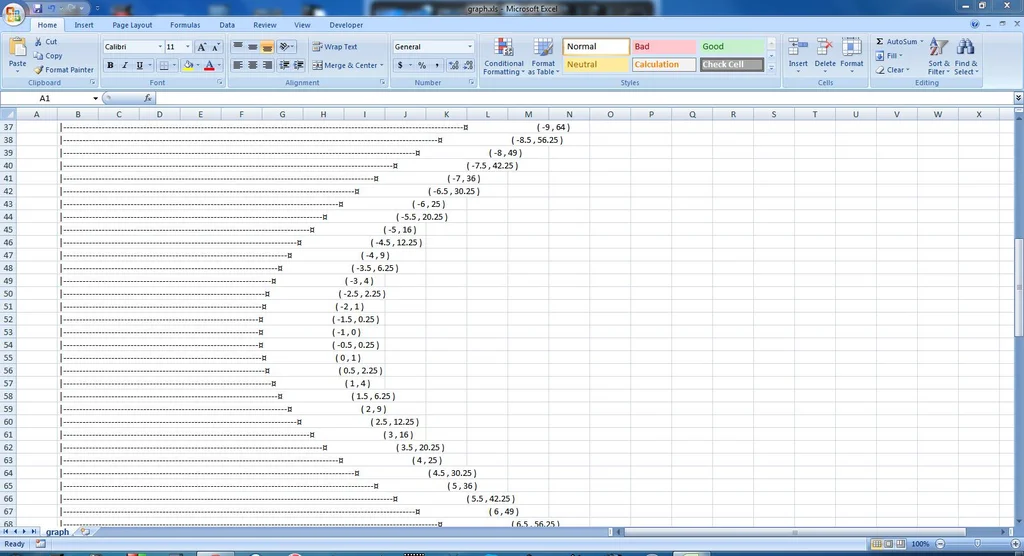 graph.xls - Microsoft Excel
Home Insert Page Layout Formulas Data Review View Developer
Paste
Cut
Copy
Format Painter
Clipboard
Calibri 11
B I U
Font
Wrap Text
Merge & Center
Alignment
General
$ % ,
Number
Conditional Formatting
Format as Table
Normal Bad Good
Neutral Calculation Check Cell
Styles
Insert Delete Format
Cells
AutoSum
Fill
Clear
Sort & Filter
Find & Select
Editing
A1 fx
A B C D E F G H I J K L M N O P Q R S T U V W X
37 ( -9 , 64 )
38 ( -8.5 , 56.25 )
39 ( -8 , 49 )
40 ( -7.5 , 42.25 )
41 ( -7 , 36 )
42 ( -6.5 , 30.25 )
43 ( -6 , 25 )
44 ( -5.5 , 20.25 )
45 ( -5 , 16 )
46 ( -4.5 , 12.25 )
47 ( -4 , 9 )
48 ( -3.5 , 6.25 )
49 ( -3 , 4 )
50 ( -2.5 , 2.25 )
51 ( -2 , 1 )
52 ( -1.5 , 0.25 )
53 ( -1 , 0 )
54 ( -0.5 , 0.25 )
55 ( 0 , 1 )
56 ( 0.5 , 2.25 )
57 ( 1 , 4 )
58 ( 1.5 , 6.25 )
59 ( 2 , 9 )
60 ( 2.5 , 12.25 )
61 ( 3 , 16 )
62 ( 3.5 , 20.25 )
63 ( 4 , 25 )
64 ( 4.5 , 30.25 )
65 ( 5 , 36 )
66 ( 5.5 , 42.25 )
67 ( 6 , 49 )
68 ( 6.5 , 56.25 )
graph
Ready 100%